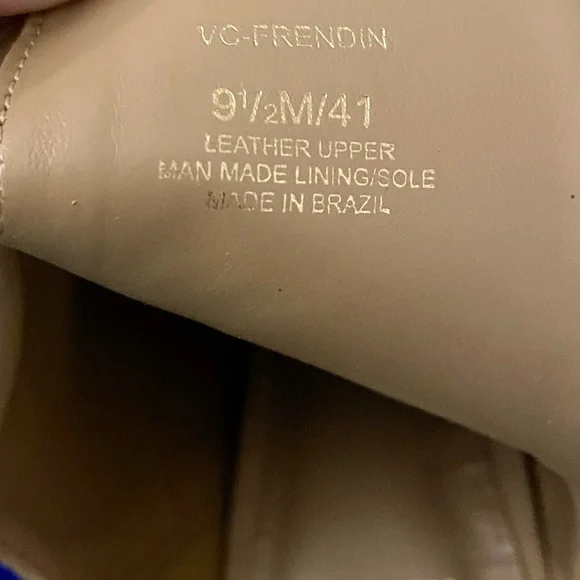 VC-FRENDIN
9½M/41
LEATHER UPPER
MAN MADE LINING/SOLE
MADE IN BRAZIL